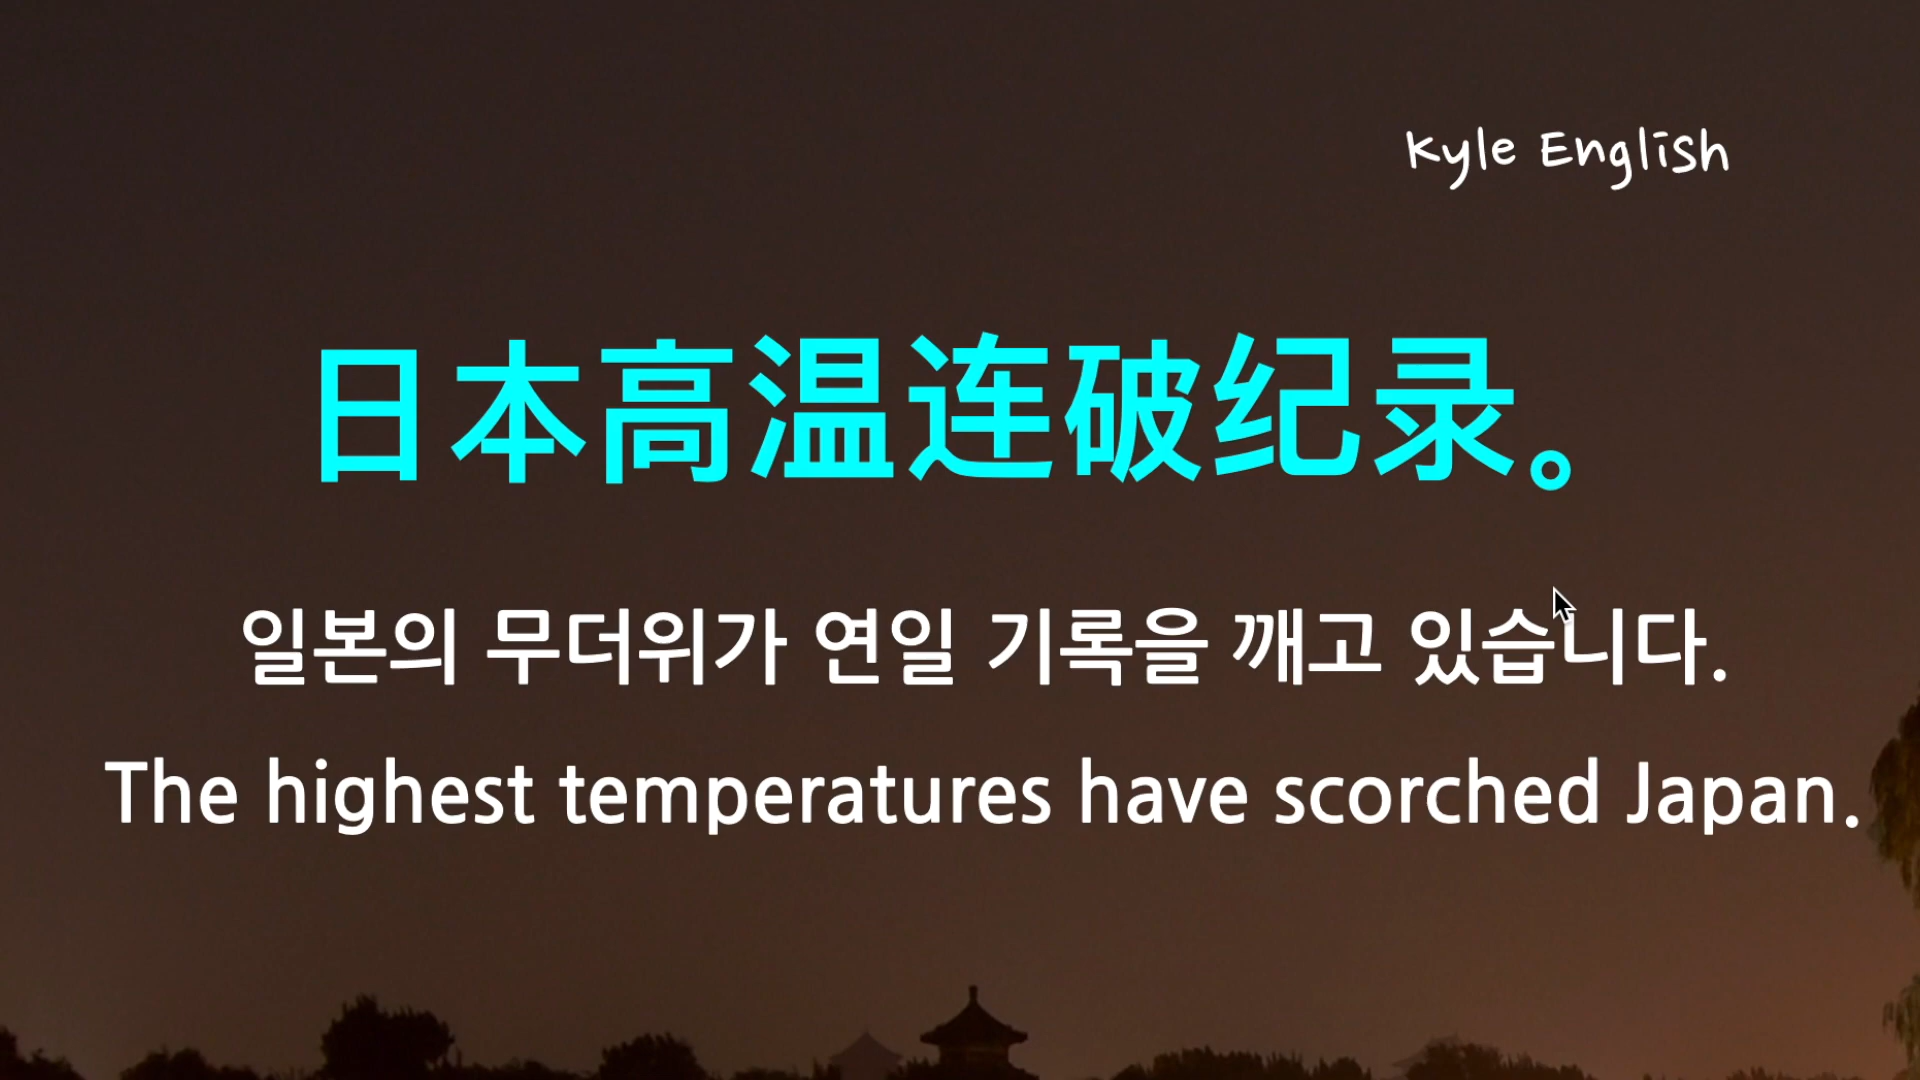 Kyle English
日本高温连破纪录。
일본의 무더위가 연일 기록을 깨고 있습니다.
The highest temperatures have scorched Japan.